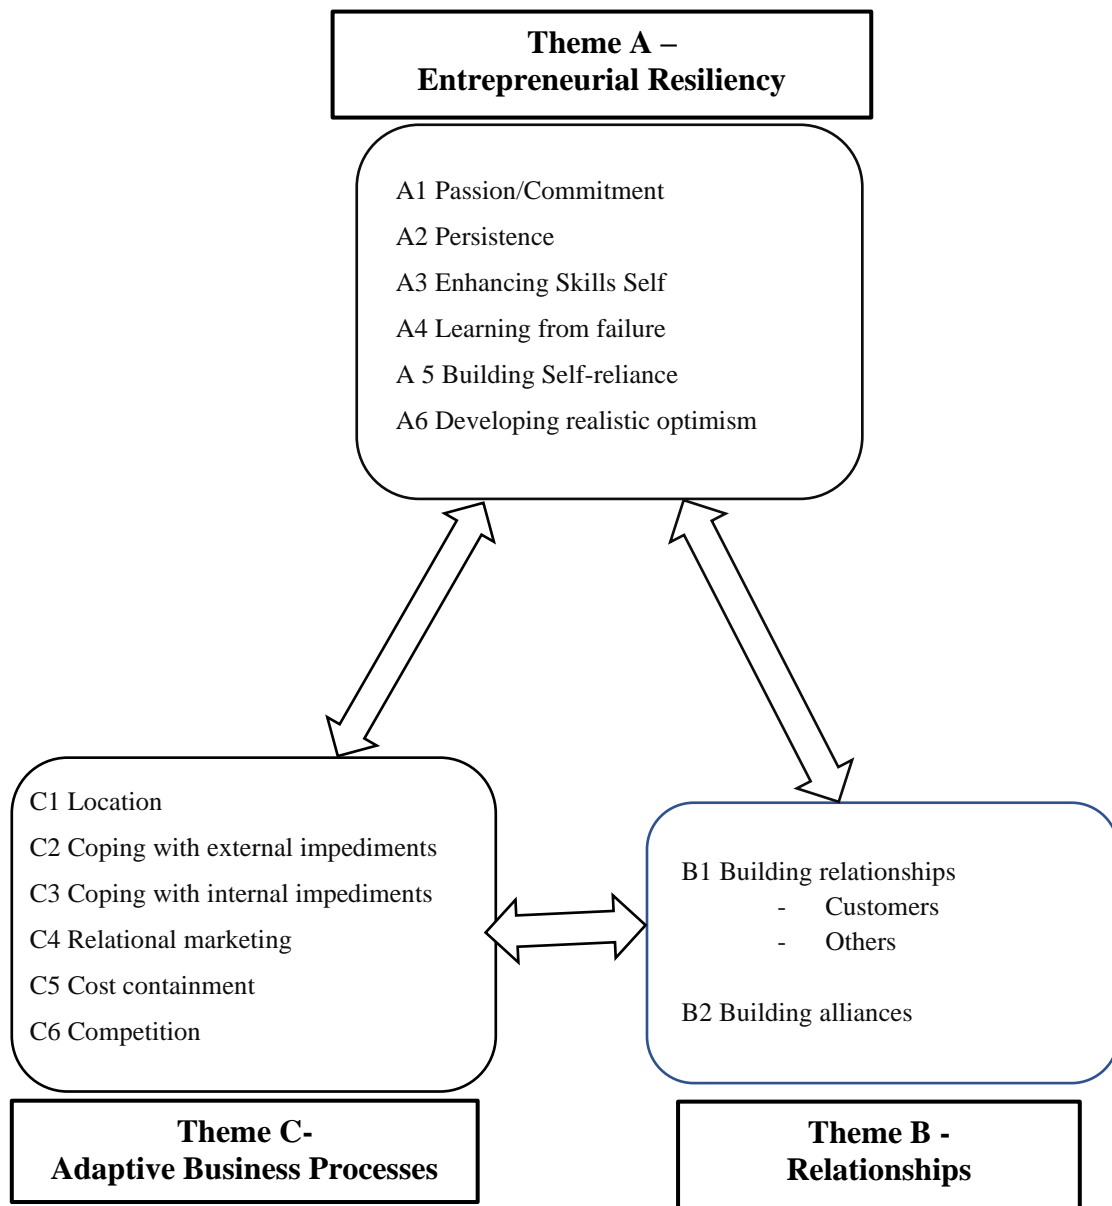 Theme A –
Entrepreneurial Resiliency
A1 Passion/Commitment
A2 Persistence
A3 Enhancing Skills Self
A4 Learning from failure
A 5 Building Self-reliance
A6 Developing realistic optimism
C1 Location
C2 Coping with external impediments
C3 Coping with internal impediments
C4 Relational marketing
C5 Cost containment
C6 Competition
B1 Building relationships
- Customers
- Others
B2 Building alliances
Theme C-
Adaptive Business Processes
Theme B -
Relationships